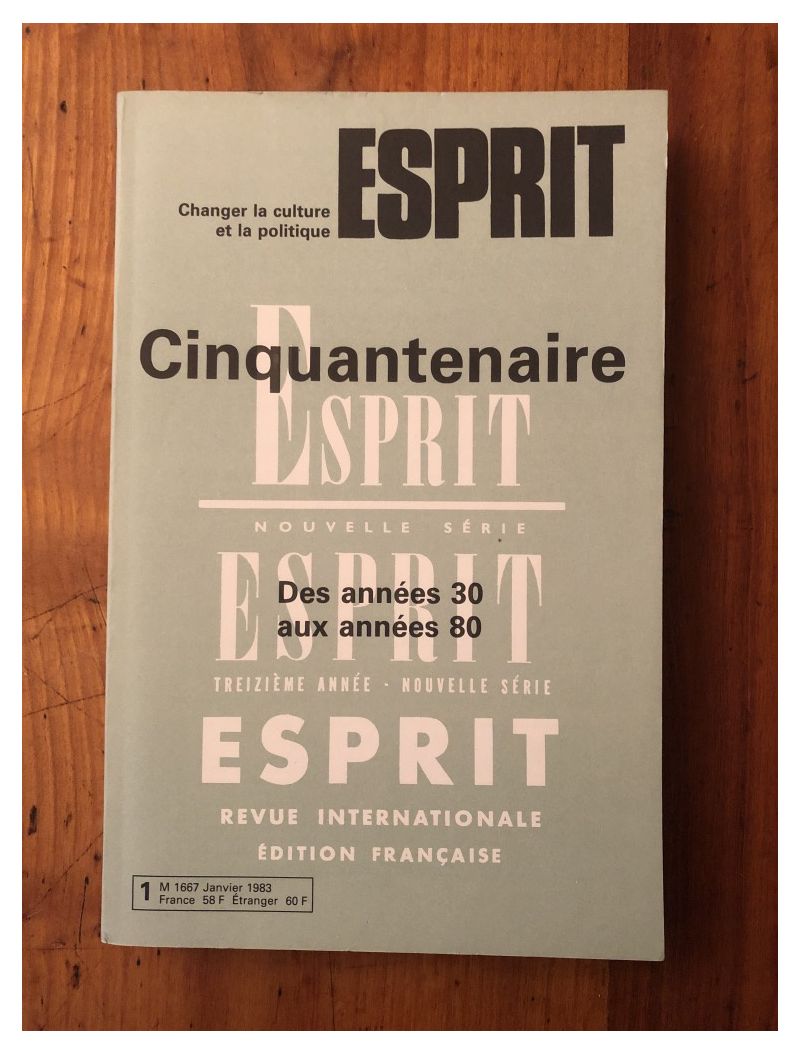 ESPRIT
Changer la culture
et la politique
Cinquantenaire
ESPRIT
NOUVELLE SÉRIE
ESPRIT
Des années 30
aux années 80
TREIZIÈME ANNÉE - NOUVELLE SÉRIE
ESPRIT
REVUE INTERNATIONALE
ÉDITION FRANÇAISE
1 M 1667 Janvier 1983
France 58 F Étranger 60 F